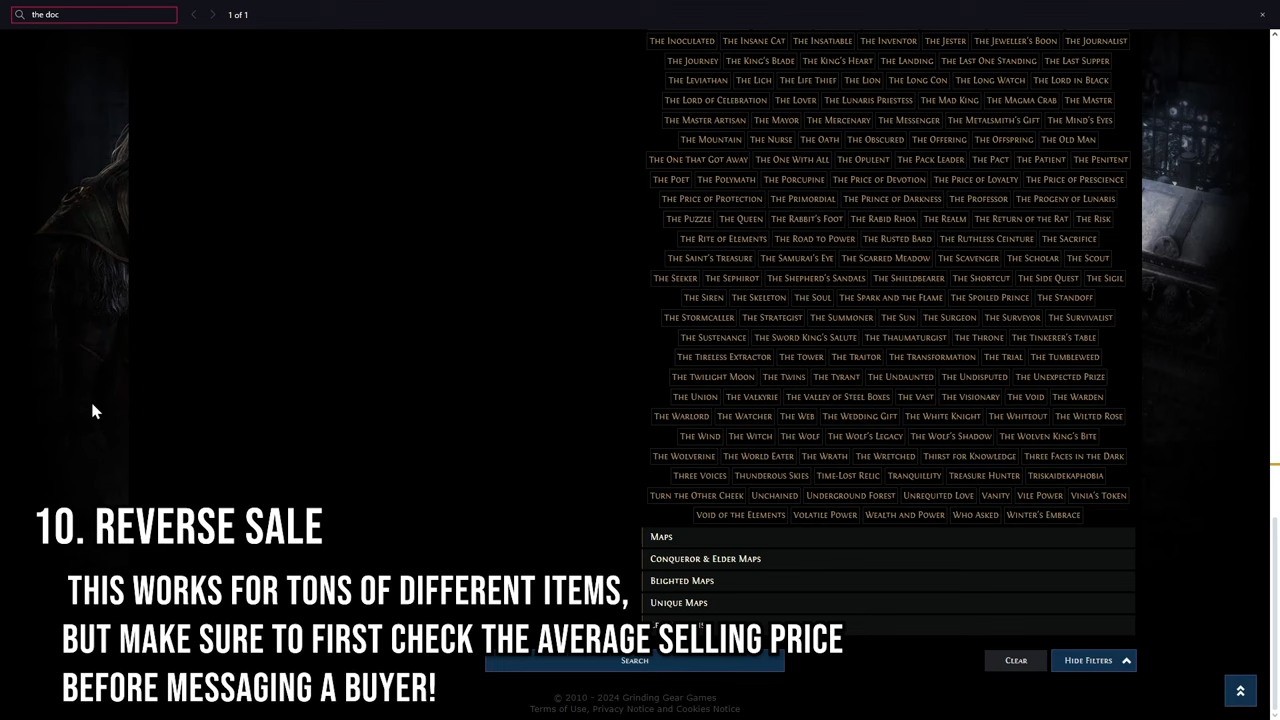 the doc
1 of 1
The Inoculated The Insane Cat The Insatiable The Inventor The Jester The Jeweller's Boon The Journalist
The Journey The King's Blade The King's Heart The Landing The Last One Standing The Last Supper
The Leviathan The Lich The Life Thief The Lion The Long Con The Long Watch The Lord in Black
The Lord of Celebration The Lover The Lunaris Priestess The Mad King The Magma Crab The Master
The Master Artisan The Mayor The Mercenary The Messenger The Metalsmith's Gift The Mind's Eyes
The Mountain The Nurse The Oath The Obscured The Offering The Offspring The Old Man
The One That Got Away The One With All The Opulent The Pack Leader The Pact The Patient The Penitent
The Poet The Polymath The Porcupine The Price of Devotion The Price of Loyalty The Price of Prescience
The Price of Protection The Primordial The Prince of Darkness The Professor The Progeny of Lunaris
The Puzzle The Queen The Rabbit's Foot The Rabid Rhoa The Realm The Return of the Rat The Risk
The Rite of Elements The Road to Power The Rusted Bard The Ruthless Ceinture The Sacrifice
The Saint's Treasure The Samurai's Eye The Scarred Meadow The Scavenger The Scholar The Scout
The Seeker The Sephirot The Shepherd's Sandals The Shieldbearer The Shortcut The Side Quest The Sigil
The Siren The Skeleton The Soul The Spark and the Flame The Spoiled Prince The Standoff
The Stormcaller The Strategist The Summoner The Sun The Surgeon The Surveyor The Survivalist
The Sustenance The Sword King's Salute The Thaumaturgist The Throne The Tinkerer's Table
The Tireless Extractor The Tower The Traitor The Transformation The Trial The Tumbleweed
The Twilight Moon The Twins The Tyrant The Undaunted The Undisputed The Unexpected Prize
The Union The Valkyrie The Valley of Steel Boxes The Vast The Visionary The Void The Warden
The Warlord The Watcher The Web The Wedding Gift The White Knight The Whiteout The Wilted Rose
The Wind The Witch The Wolf The Wolf's Legacy The Wolf's Shadow The Wolven King's Bite
The Wolverine The World Eater The Wrath The Wretched Thirst for Knowledge Three Faces in the Dark
Three Voices Thunderous Skies Time-Lost Relic Tranquillity Treasure Hunter Triskaidekaphobia
Turn the Other Cheek Unchained Underground Forest Unrequited Love Vanity Vile Power Vinia's Token
Void of the Elements Volatile Power Wealth and Power Who Asked Winter's Embrace
Maps
Conqueror & Elder Maps
Blighted Maps
Unique Maps
10. REVERSE SALE
THIS WORKS FOR TONS OF DIFFERENT ITEMS,
BUT MAKE SURE TO FIRST CHECK THE AVERAGE SELLING PRICE
BEFORE MESSAGING A BUYER!
Search Clear Hide Filters
© 2010 - 2024 Grinding Gear Games
Terms of Use, Privacy Notice and Cookies Notice